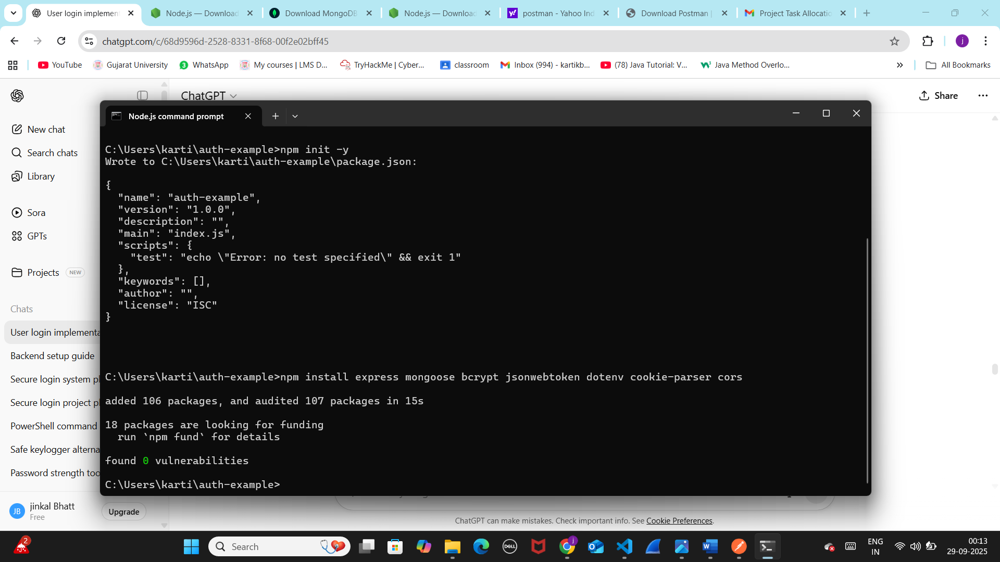 User login implement
Node.js — Download
Download MongoDB
Node.js — Download
postman - Yahoo Ind
Download Postman |
Project Task Allocatio
chatgpt.com/c/68d9596d-2528-8331-8f68-00f2e02bff45
j
YouTube
Gujarat University
3
WhatsApp
My courses | LMS D...
TryHackMe | Cyber...
classroom
Inbox (994) - kartikb...
(78) Java Tutorial: V...
Java Method Overlo...
All Bookmarks
ChatGPT
Share
New chat
Search chats
Library
Sora
GPTs
Projects NEW
Chats
User login implementa
Backend setup guide
Secure login system pl
Secure login project pl
PowerShell command
Safe keylogger alterna
Password strength too
JB
jinkal Bhatt
Free
Upgrade
Node.js command prompt
C:\Users\karti\auth-example>npm init -y
Wrote to C:\Users\karti\auth-example\package.json:
{
"name": "auth-example",
"version": "1.0.0",
"description": "",
"main": "index.js",
"scripts": {
"test": "echo \"Error: no test specified\" && exit 1"
},
"keywords": [],
"author": "",
"license": "ISC"
}
C:\Users\karti\auth-example>npm install express mongoose bcrypt jsonwebtoken dotenv cookie-parser cors
added 106 packages, and audited 107 packages in 15s
18 packages are looking for funding
run `npm fund` for details
found 0 vulnerabilities
C:\Users\karti\auth-example>
ChatGPT can make mistakes. Check important info. See Cookie Preferences.
2
Search
DELL
j
ENG
IN
00:13
29-09-2025